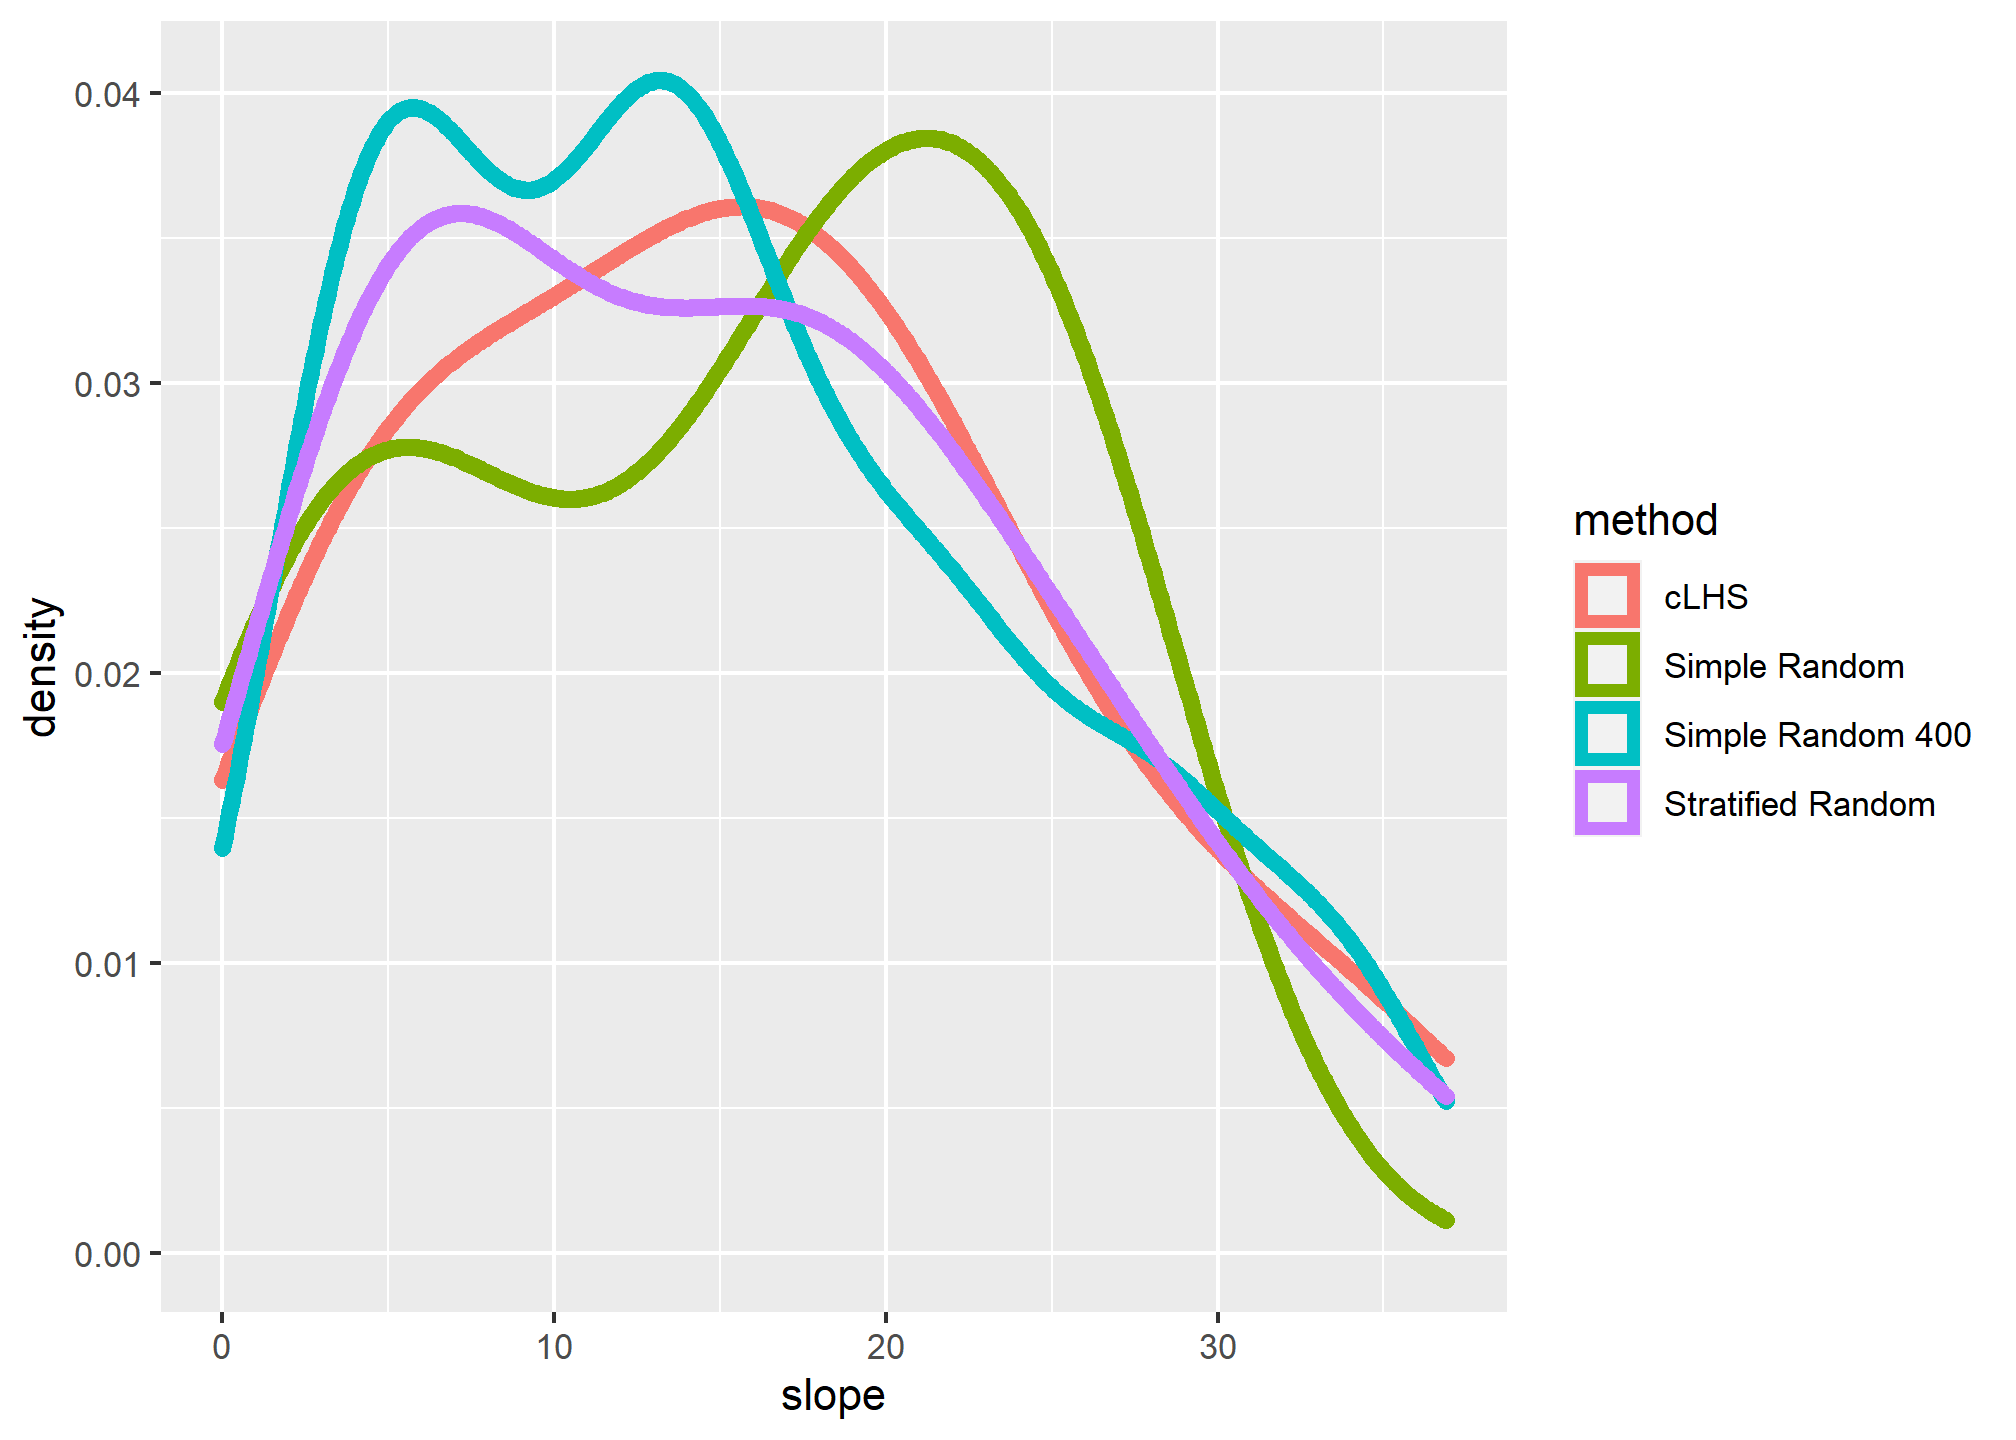 0.04
0.03
0.02
0.01
0.00
density
0
10
20
30
slope
method
cLHS
Simple Random
Simple Random 400
Stratified Random